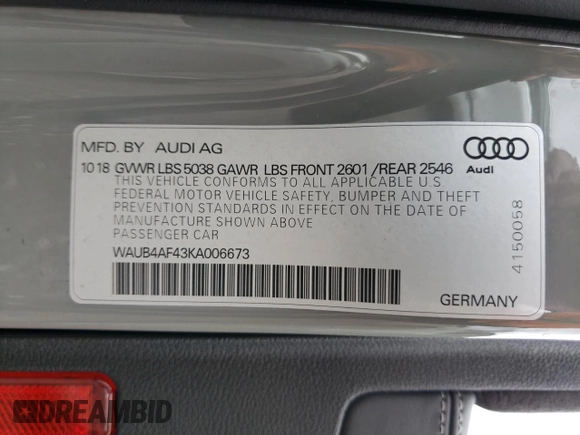 MFD. BY AUDI AG
10 18 GVWR LBS 5038 GAWR LBS FRONT 2601 /REAR 2546
THIS VEHICLE CONFORMS TO ALL APPLICABLE U.S
FEDERAL MOTOR VEHICLE SAFETY, BUMPER AND THEFT
PREVENTION STANDARDS IN EFFECT ON THE DATE OF
MANUFACTURE SHOWN ABOVE
PASSENGER CAR
WAUB4AF43KA006673
Audi
4150058
GERMANY
DREAMBID